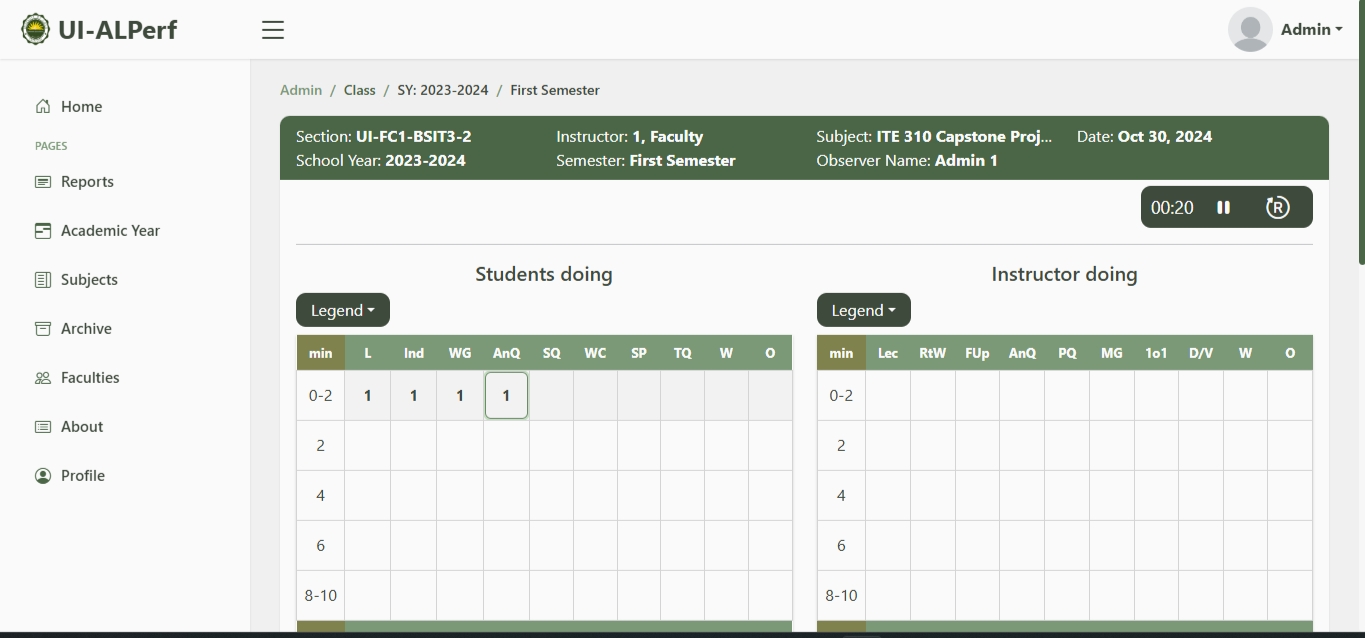 UI-ALPerf
Admin
Home
PAGES
Reports
Academic Year
Subjects
Archive
Faculties
About
Profile
Admin / Class / SY: 2023-2024 / First Semester
Section: UI-FC1-BSIT3-2 Instructor: 1, Faculty Subject: ITE 310 Capstone Proj... Date: Oct 30, 2024
School Year: 2023-2024 Semester: First Semester Observer Name: Admin 1
00:20 R
Students doing
Legend
min L Ind WG AnQ SQ WC SP TQ W O
0-2 1 1 1 1
2
4
6
8-10
Instructor doing
Legend
min Lec RtW FUp AnQ PQ MG 1o1 D/V W O
0-2
2
4
6
8-10